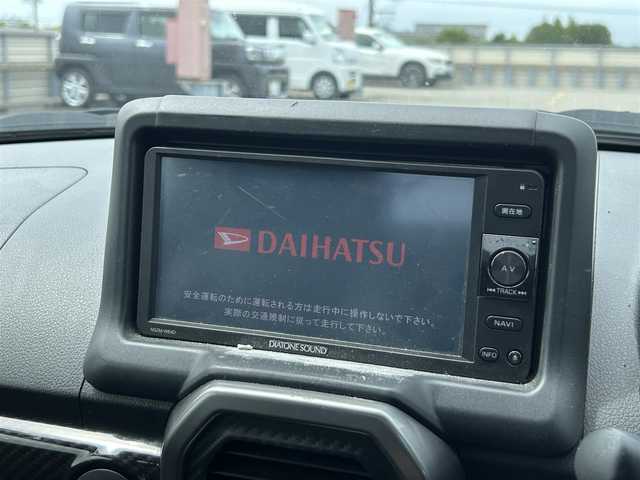 現在地
DAIHATSU
AV
TRACK
安全運転のために運転される方は走行中に操作しないで下さい。
実際の交通規制に従って走行して下さい。
NAVI
INFO
DIATONE SOUND